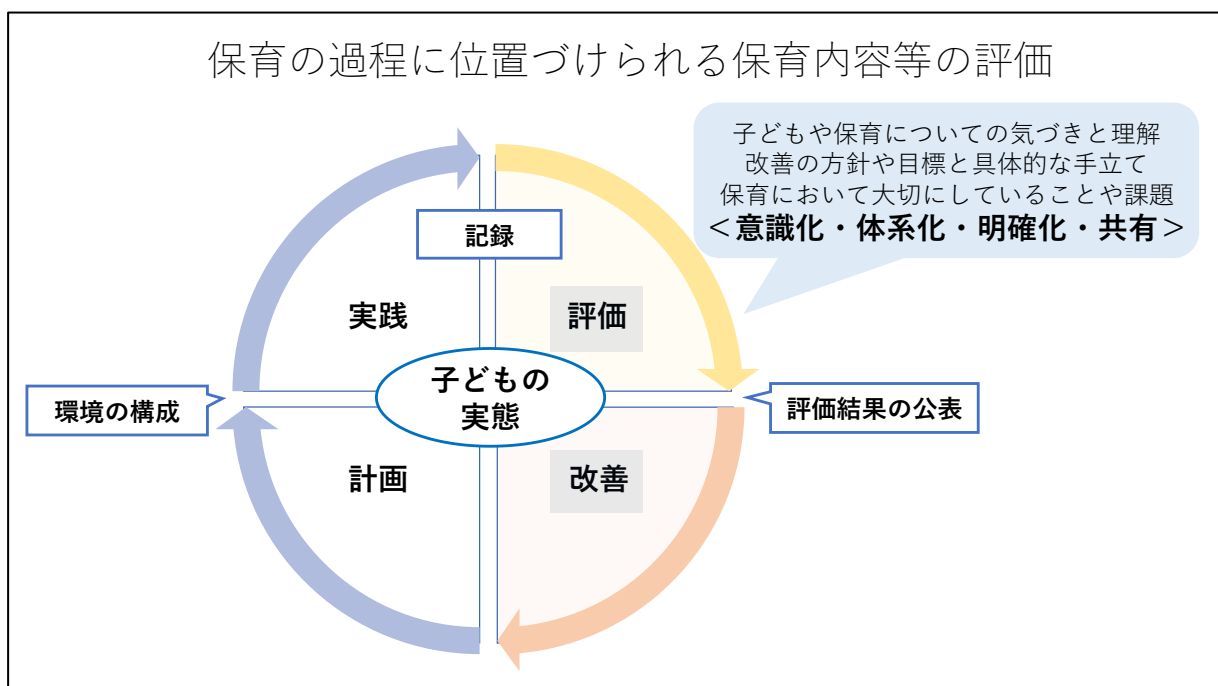 保育の過程に位置づけられる保育内容等の評価
子どもや保育についての気づきと理解
改善の方針や目標と具体的な手立て
保育において大切にしていることや課題
＜意識化・体系化・明確化・共有＞
記録
実践
評価
子どもの
実態
環境の構成
評価結果の公表
計画
改善